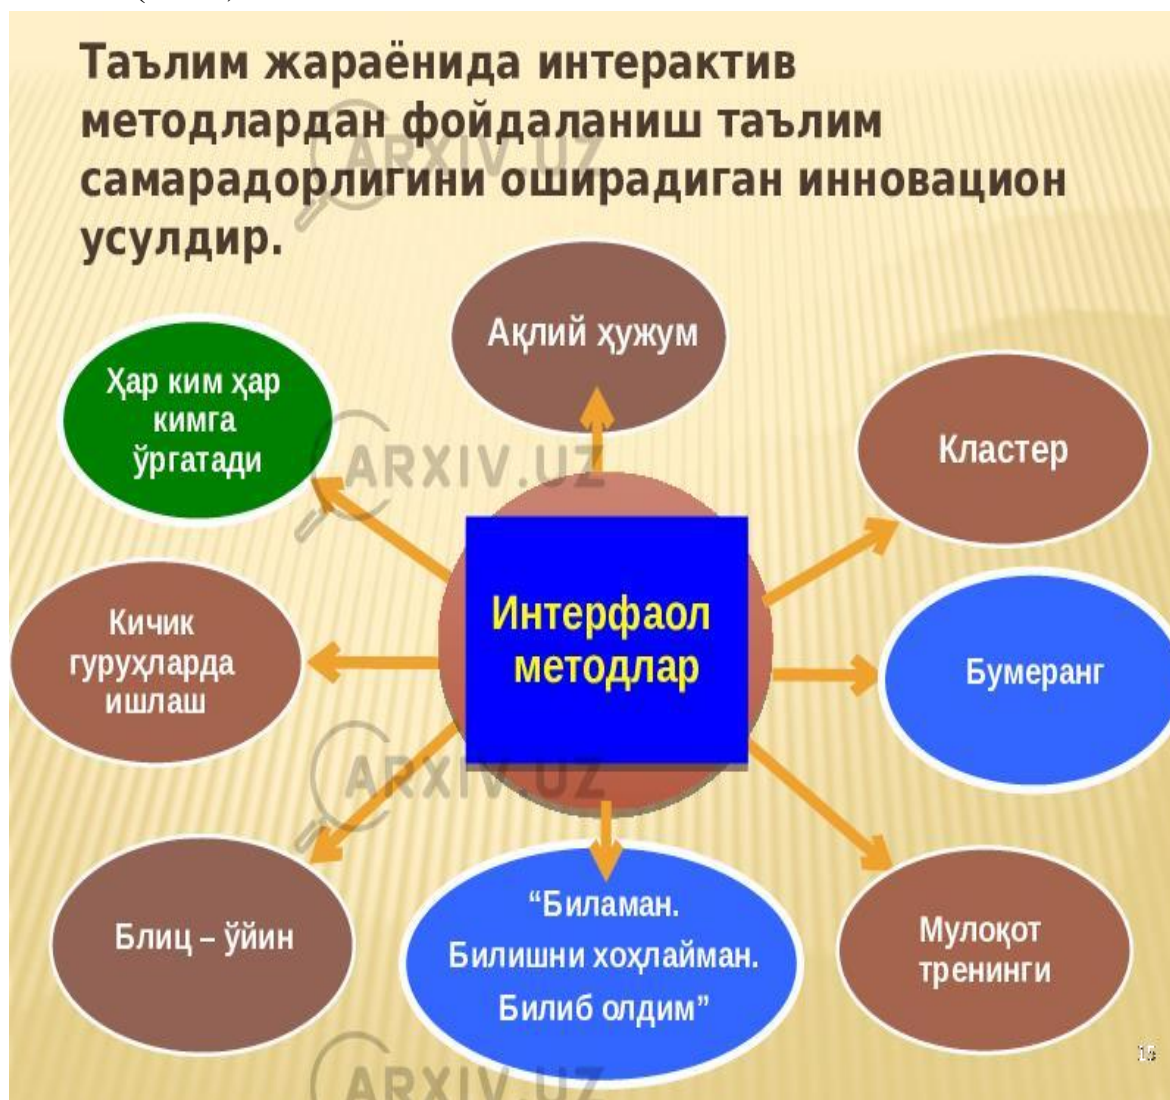 Таълим жараёнида интерактив
методлардан фойдаланиш таълим
самарадорлигини оширадиган инновацион
усулдир.
Ақлий ҳужум
Ҳар ким ҳар
кимга
ўргатади
Кластер
Интерфаол
методлар
Кичик
гуруҳларда
ишлаш
Бумеранг
Блиц – ўйин
“Биламан.
Билишни хоҳлайман.
Билиб олдим”
Мулоқот
тренинги
15
ARXIV.UZ
ARXIV.UZ
ARXIV.UZ
ARXIV.UZ